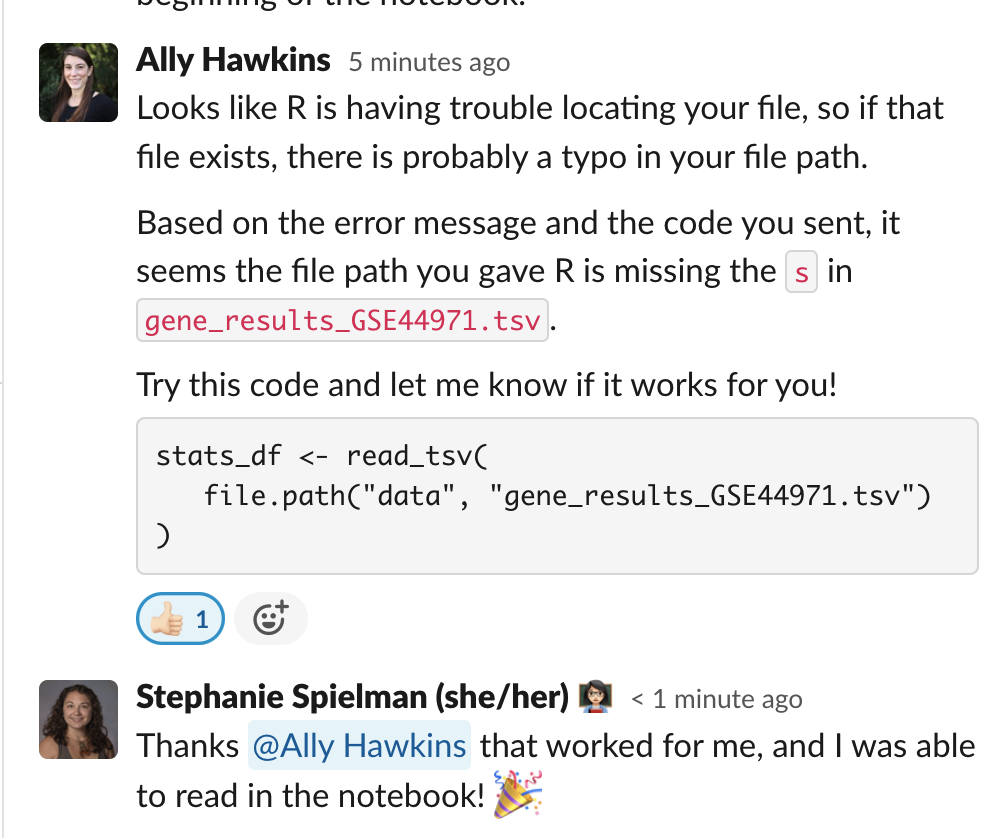 beginning of the notebook.
Ally Hawkins 5 minutes ago
Looks like R is having trouble locating your file, so if that
file exists, there is probably a typo in your file path.
Based on the error message and the code you sent, it
seems the file path you gave R is missing the s in
gene_results_GSE44971.tsv.
Try this code and let me know if it works for you!
stats_df <- read_tsv(
file.path("data", "gene_results_GSE44971.tsv")
)
1
Stephanie Spielman (she/her) < 1 minute ago
Thanks @Ally Hawkins that worked for me, and I was able
to read in the notebook!